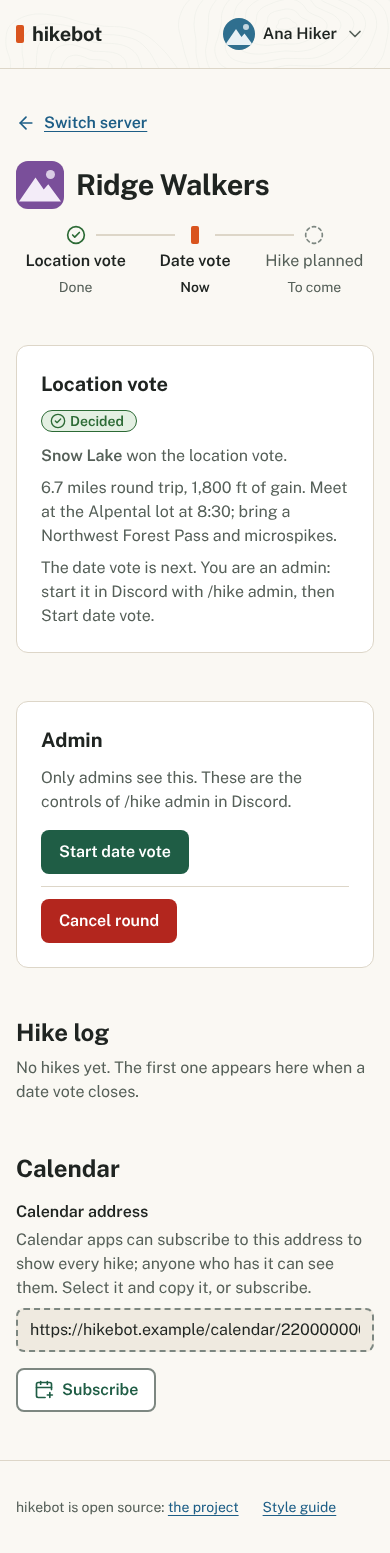 hikebot
Ana Hiker
Switch server
Ridge Walkers
Location vote
Date vote
Hike planned
Done
Now
To come
Location vote
Decided
Snow Lake won the location vote.
6.7 miles round trip, 1,800 ft of gain. Meet
at the Alpental lot at 8:30; bring a
Northwest Forest Pass and microspikes.
The date vote is next. You are an admin:
start it in Discord with /hike admin, then
Start date vote.
Admin
Only admins see this. These are the
controls of /hike admin in Discord.
Start date vote
Cancel round
Hike log
No hikes yet. The first one appears here when a
date vote closes.
Calendar
Calendar address
Calendar apps can subscribe to this address to
show every hike; anyone who has it can see
them. Select it and copy it, or subscribe.
https://hikebot.example/calendar/22000000
Subscribe
hikebot is open source: the project
Style guide